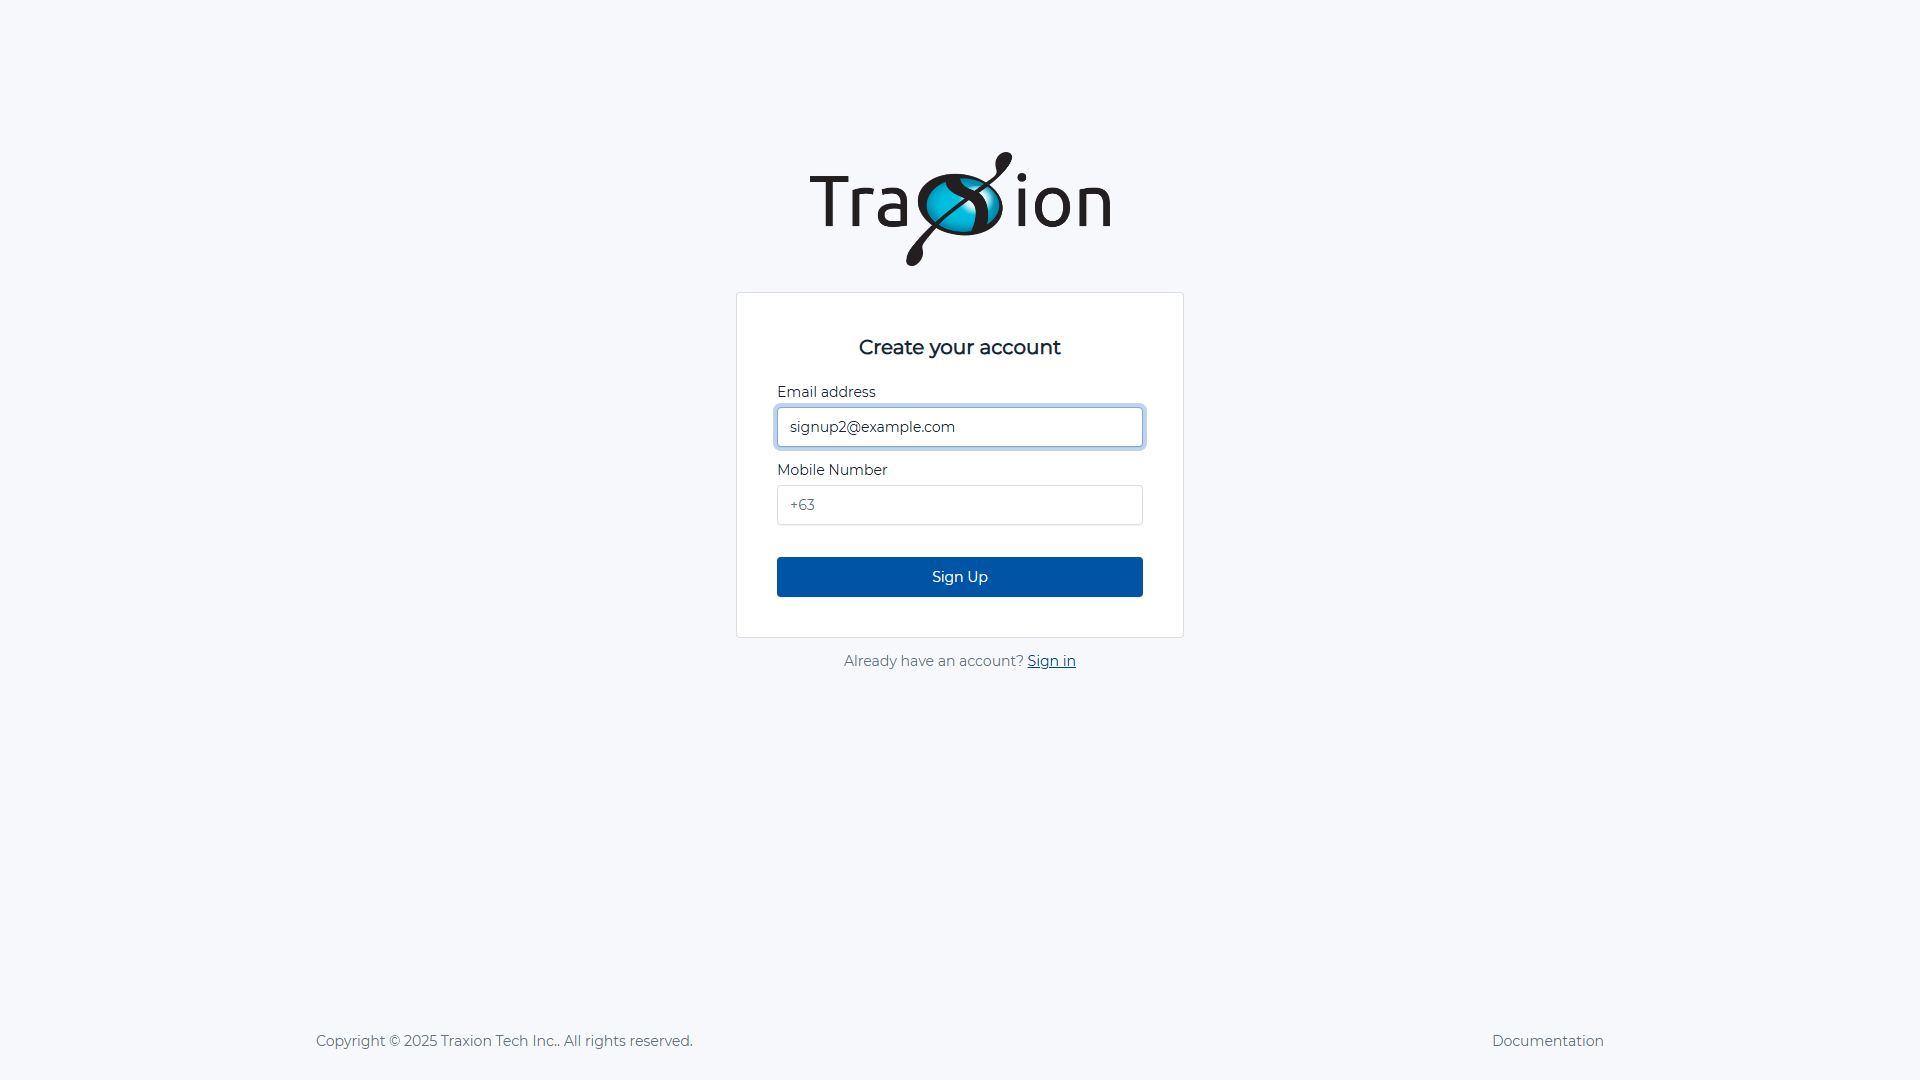 Traxion
Create your account
Email address
signup2@example.com
Mobile Number
+63
Sign Up
Already have an account? Sign in
Copyright © 2025 Traxion Tech Inc.. All rights reserved.
Documentation